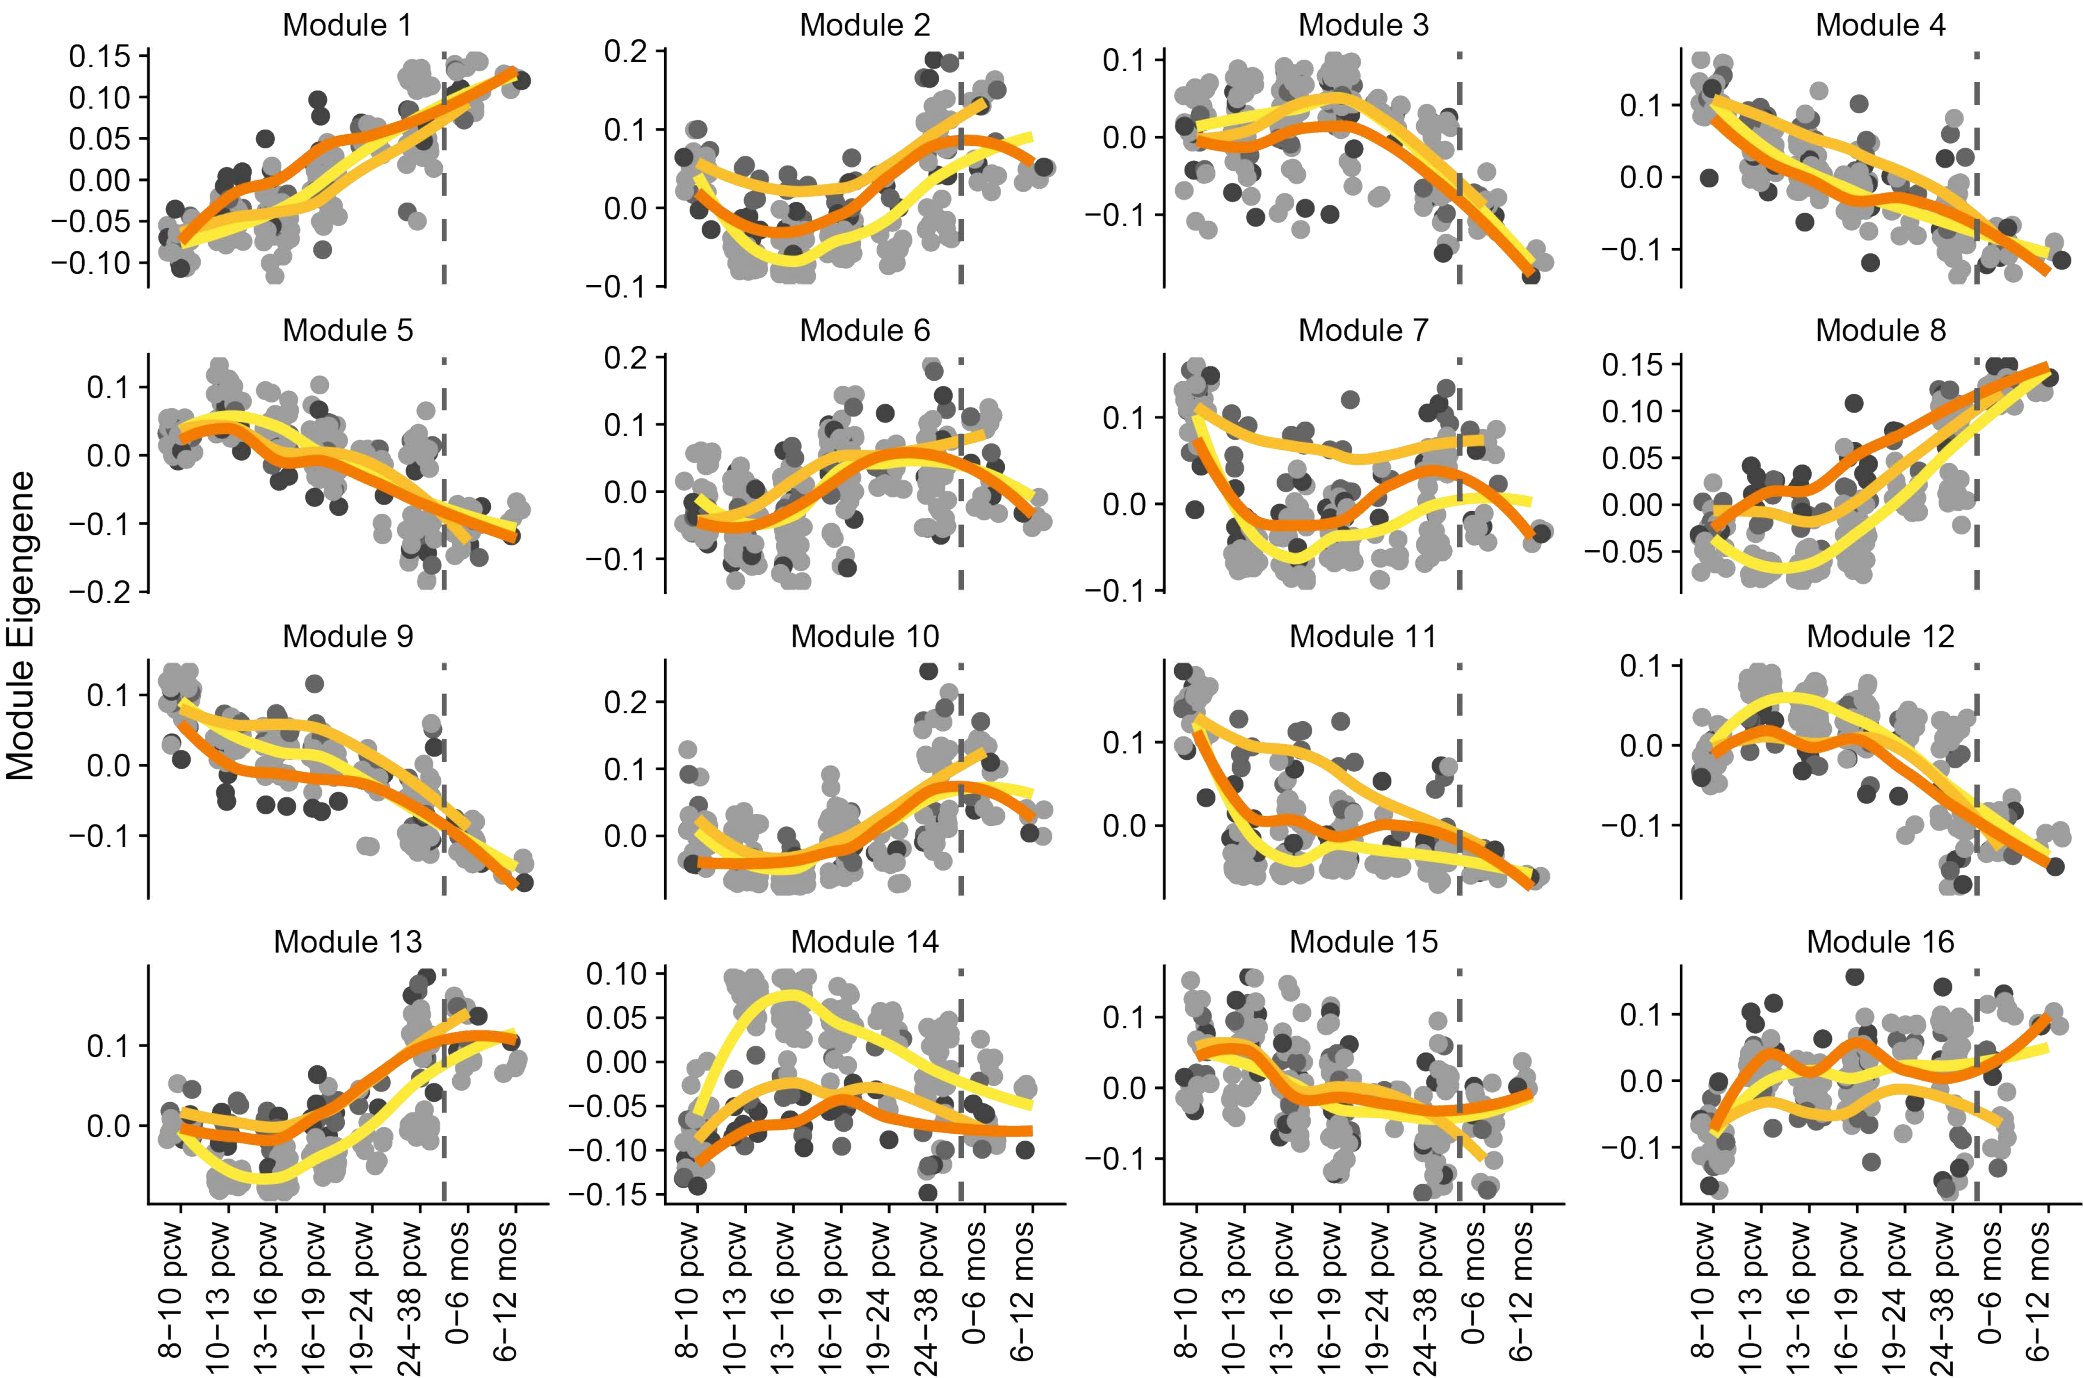 Module 1
Module 2
Module 3
Module 4
0.15
0.10
0.05
0.00
−0.05
−0.10
0.2
0.1
0.0
−0.1
0.1
0.0
−0.1
0.1
0.0
−0.1
Module 5
Module 6
Module 7
Module 8
0.1
0.0
−0.1
−0.2
0.2
0.1
0.0
−0.1
0.1
0.0
−0.1
0.15
0.10
0.05
0.00
−0.05
Module Eigengene
Module 9
Module 10
Module 11
Module 12
0.1
0.0
−0.1
0.2
0.1
0.0
0.1
0.0
0.1
0.0
−0.1
Module 13
Module 14
Module 15
Module 16
0.1
0.0
0.10
0.05
0.00
−0.05
−0.10
−0.15
0.1
0.0
−0.1
0.1
0.0
−0.1
8−10 pcw
10−13 pcw
13−16 pcw
16−19 pcw
19−24 pcw
24−38 pcw
0−6 mos
6−12 mos
8−10 pcw
10−13 pcw
13−16 pcw
16−19 pcw
19−24 pcw
24−38 pcw
0−6 mos
6−12 mos
8−10 pcw
10−13 pcw
13−16 pcw
16−19 pcw
19−24 pcw
24−38 pcw
0−6 mos
6−12 mos
8−10 pcw
10−13 pcw
13−16 pcw
16−19 pcw
19−24 pcw
24−38 pcw
0−6 mos
6−12 mos